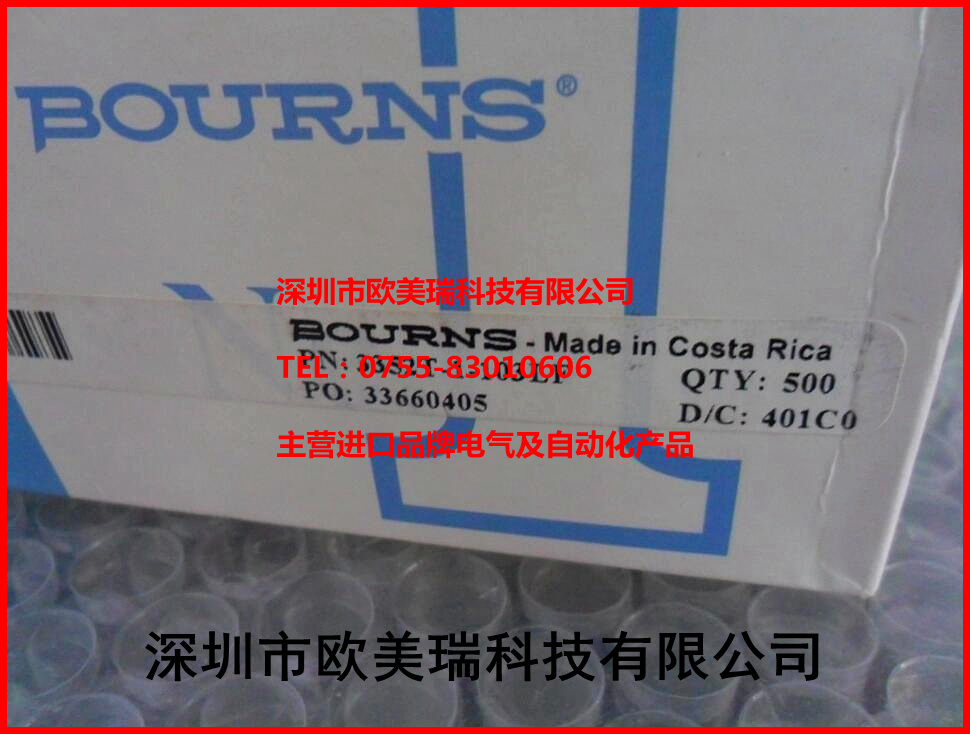 BOURNS®
深圳市欧美瑞科技有限公司
BOURNS - Made in Costa Rica
TEL：0755-83010606
PN: QTY: 500
PO: 33660405
D/C: 401C0
主营进口品牌电气及自动化产品
深圳市欧美瑞科技有限公司